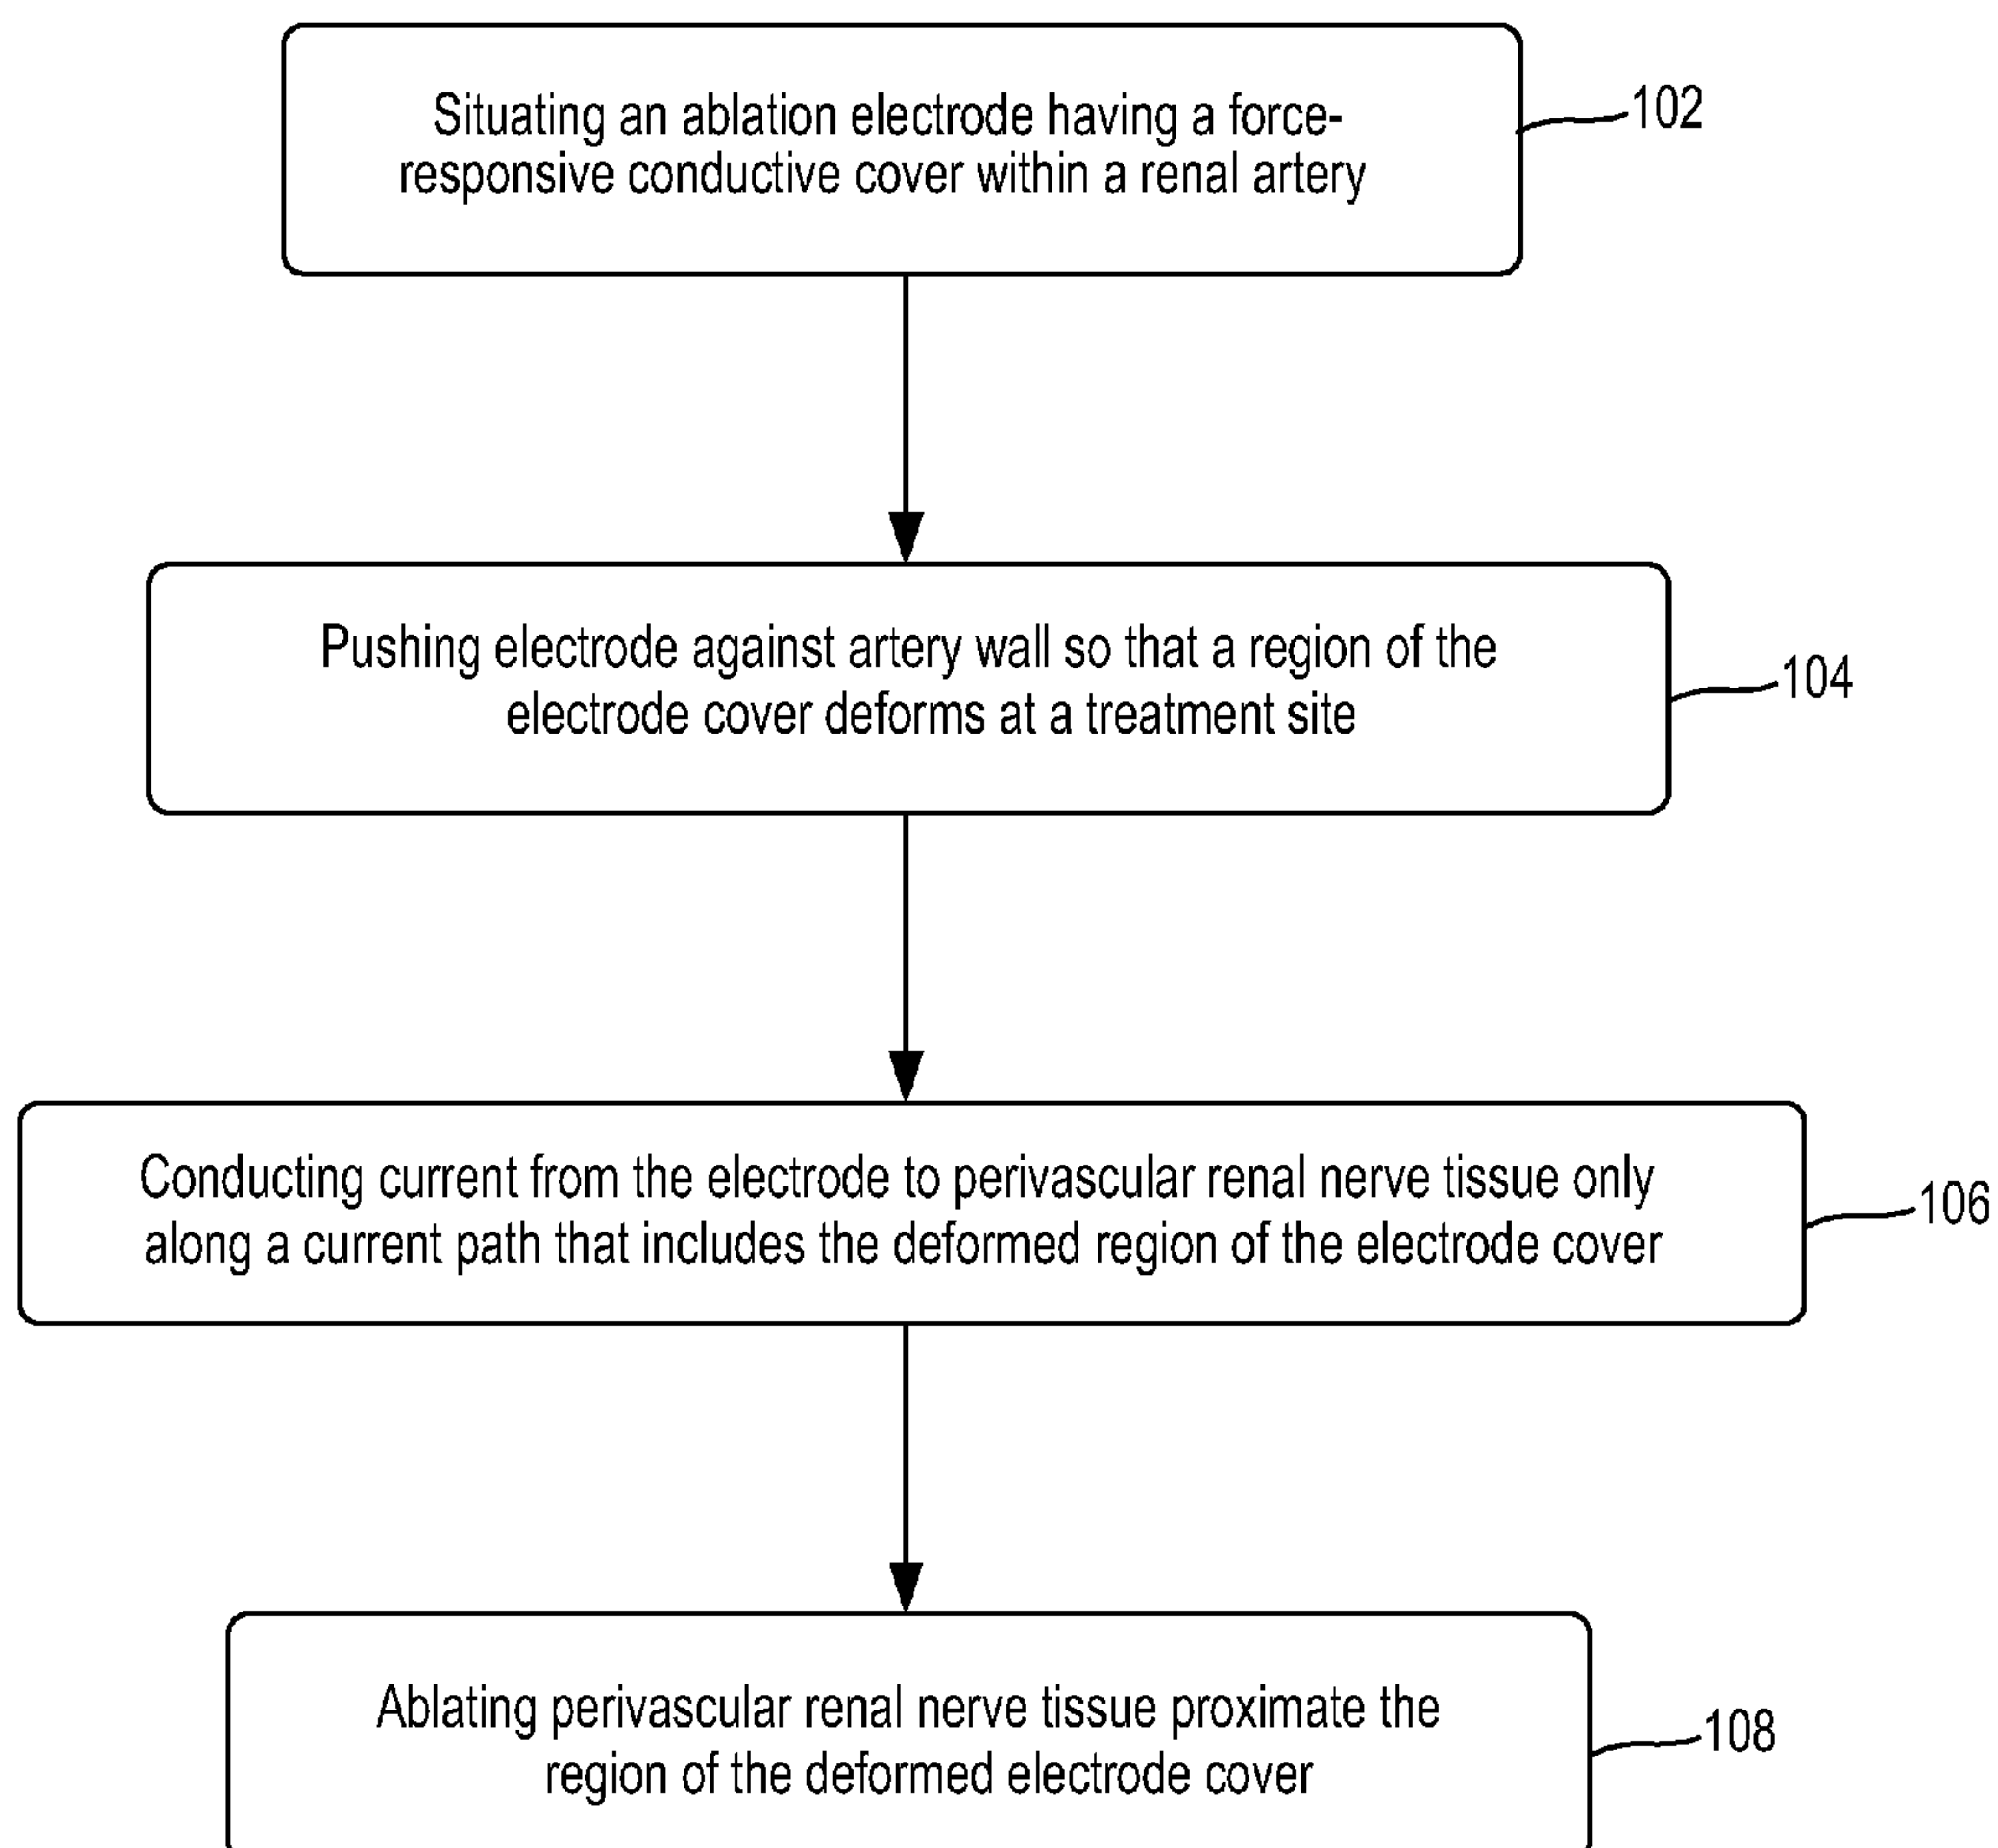 Situating an ablation electrode having a force-
responsive conductive cover within a renal artery
102
Pushing electrode against artery wall so that a region of the
electrode cover deforms at a treatment site
104
Conducting current from the electrode to perivascular renal nerve tissue only
along a current path that includes the deformed region of the electrode cover
106
Ablating perivascular renal nerve tissue proximate the
region of the deformed electrode cover
108